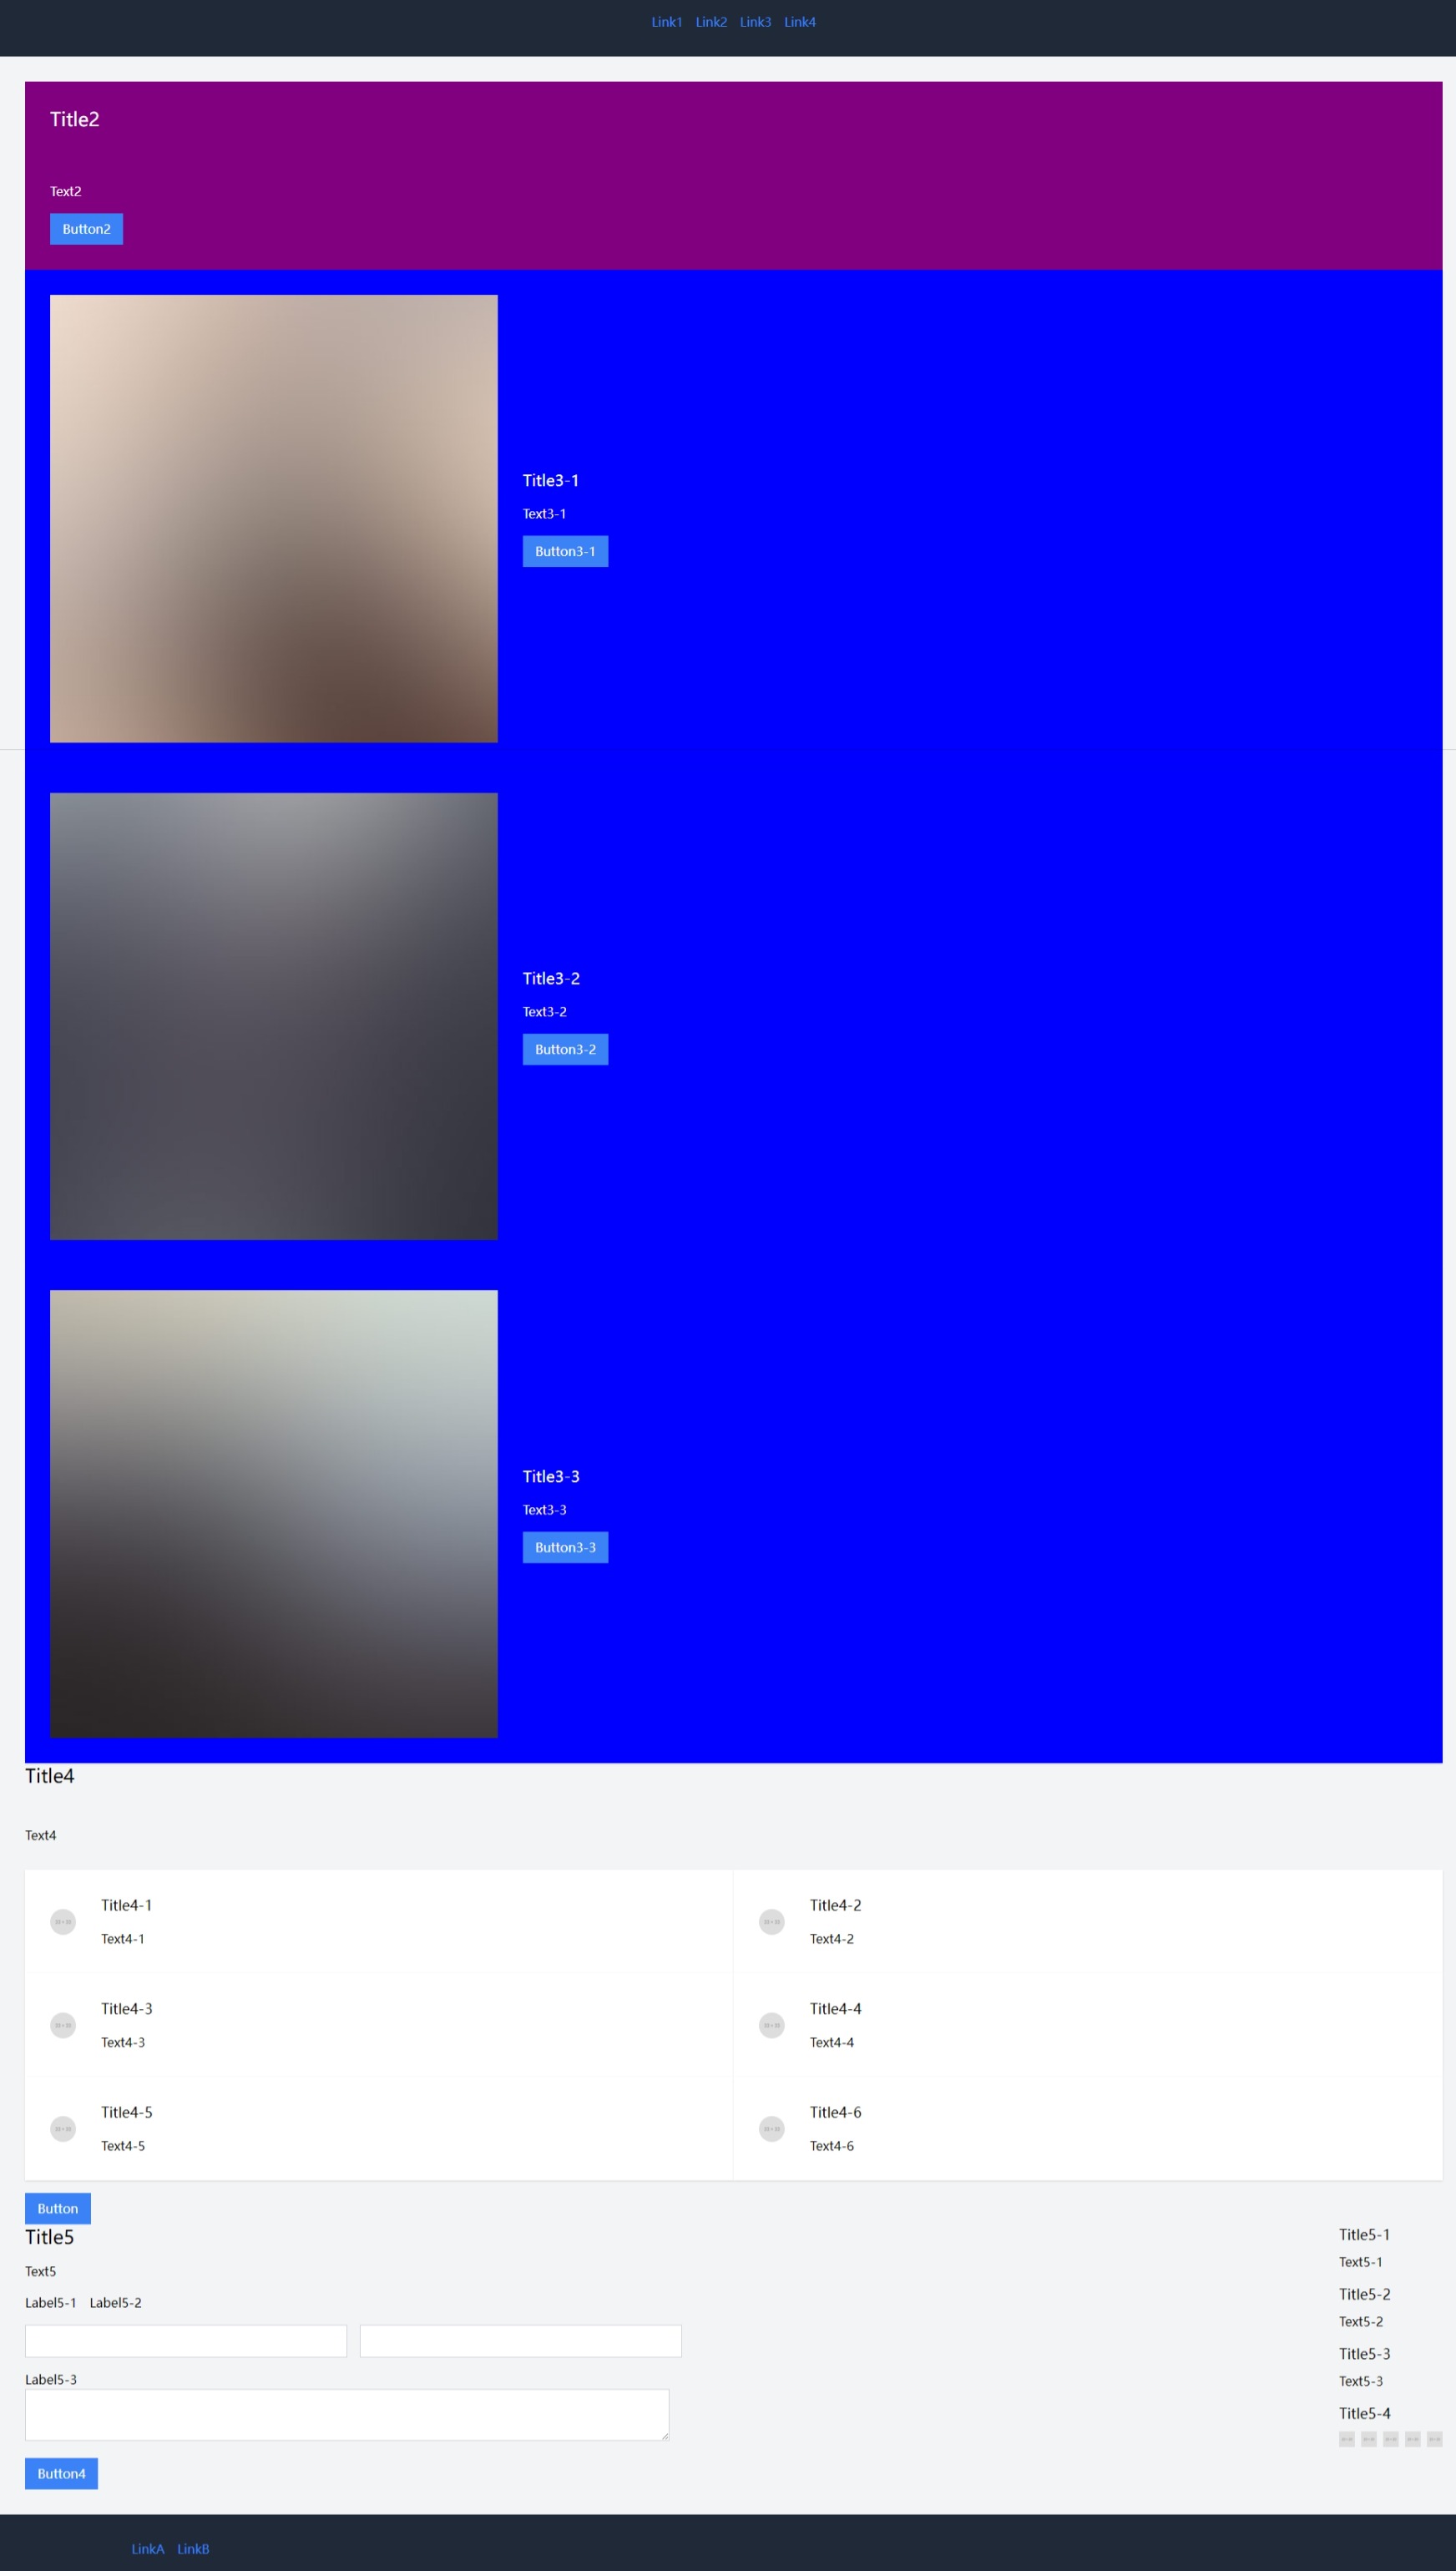 Link1 Link2 Link3 Link4
Title2
Text2
Button2
Title3-1
Text3-1
Button3-1
Title3-2
Text3-2
Button3-2
Title3-3
Text3-3
Button3-3
Title4
Text4
Title4-1
Text4-1
Title4-2
Text4-2
Title4-3
Text4-3
Title4-4
Text4-4
Title4-5
Text4-5
Title4-6
Text4-6
Button
Title5
Text5
Label5-1 Label5-2
Label5-3
Button4
Title5-1
Text5-1
Title5-2
Text5-2
Title5-3
Text5-3
Title5-4
LinkA LinkB